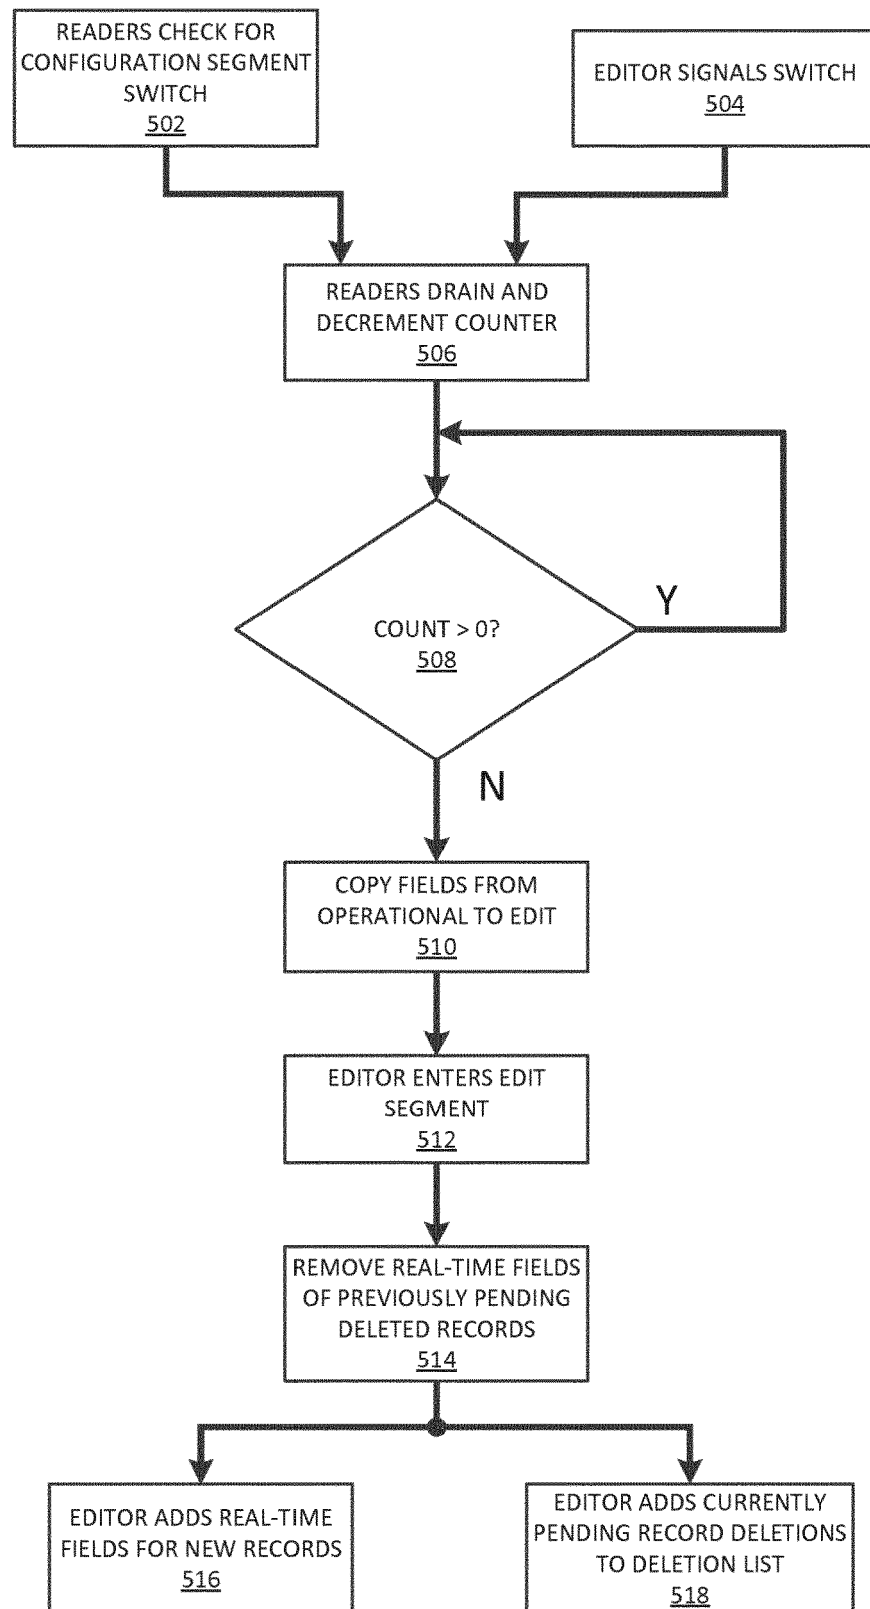 READERS CHECK FOR
CONFIGURATION SEGMENT
SWITCH
502
EDITOR SIGNALS SWITCH
504
READERS DRAIN AND
DECREMENT COUNTER
506
COUNT > 0?
508
Y
N
COPY FIELDS FROM
OPERATIONAL TO EDIT
510
EDITOR ENTERS EDIT
SEGMENT
512
REMOVE REAL-TIME FIELDS
OF PREVIOUSLY PENDING
DELETED RECORDS
514
EDITOR ADDS REAL-TIME
FIELDS FOR NEW RECORDS
516
EDITOR ADDS CURRENTLY
PENDING RECORD DELETIONS
TO DELETION LIST
518